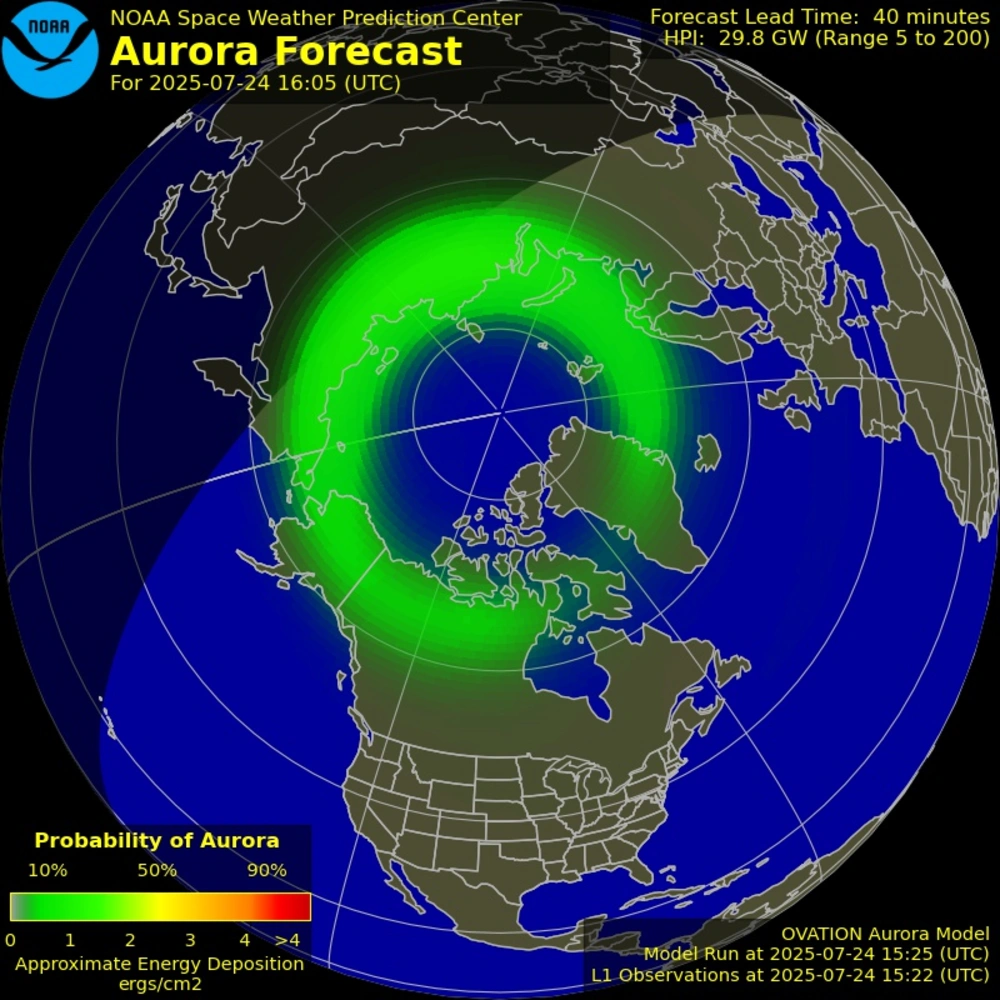 NOAA
NOAA Space Weather Prediction Center
Aurora Forecast
For 2025-07-24 16:05 (UTC)
Forecast Lead Time: 40 minutes
HPI: 29.8 GW (Range 5 to 200)
Probability of Aurora
10% 50% 90%
0 1 2 3 4 >4
Approximate Energy Deposition
ergs/cm2
OVATION Aurora Model
Model Run at 2025-07-24 15:25 (UTC)
L1 Observations at 2025-07-24 15:22 (UTC)